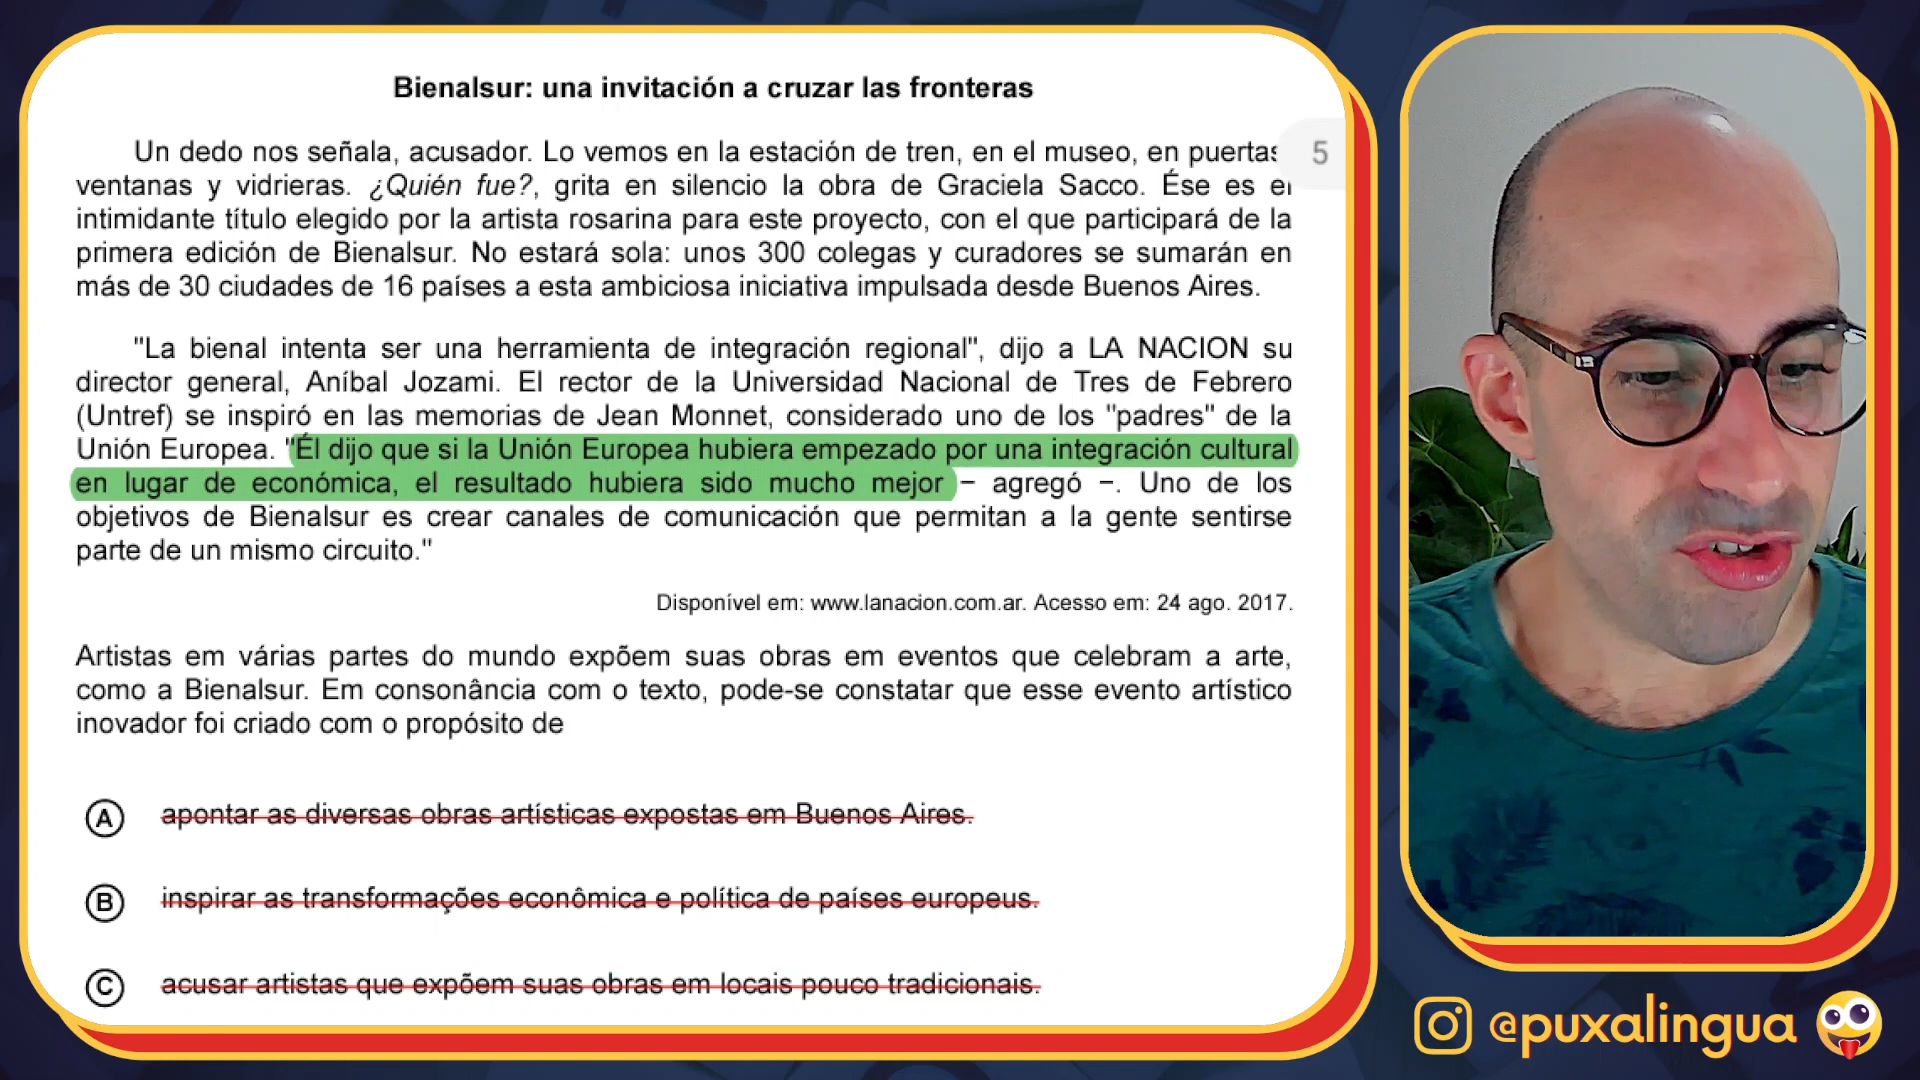 Bienalsur: una invitación a cruzar las fronteras
Un dedo nos señala, acusador. Lo vemos en la estación de tren, en el museo, en puertas
ventanas y vidrieras. ¿Quién fue?, grita en silencio la obra de Graciela Sacco. Ése es el
intimidante título elegido por la artista rosarina para este proyecto, con el que participará de la
primera edición de Bienalsur. No estará sola: unos 300 colegas y curadores se sumarán en
más de 30 ciudades de 16 países a esta ambiciosa iniciativa impulsada desde Buenos Aires.
"La bienal intenta ser una herramienta de integración regional", dijo a LA NACION su
director general, Aníbal Jozami. El rector de la Universidad Nacional de Tres de Febrero
(Untref) se inspiró en las memorias de Jean Monnet, considerado uno de los "padres" de la
Unión Europea. "Él dijo que si la Unión Europea hubiera empezado por una integración cultural
en lugar de económica, el resultado hubiera sido mucho mejor − agregó −. Uno de los
objetivos de Bienalsur es crear canales de comunicación que permitan a la gente sentirse
parte de un mismo circuito."
Disponível em: www.lanacion.com.ar. Acesso em: 24 ago. 2017.
Artistas em várias partes do mundo expõem suas obras em eventos que celebram a arte,
como a Bienalsur. Em consonância com o texto, pode-se constatar que esse evento artístico
inovador foi criado com o propósito de
A apontar as diversas obras artísticas expostas em Buenos Aires.
B inspirar as transformações econômica e política de países europeus.
C acusar artistas que expõem suas obras em locais pouco tradicionais.
5
@puxalingua